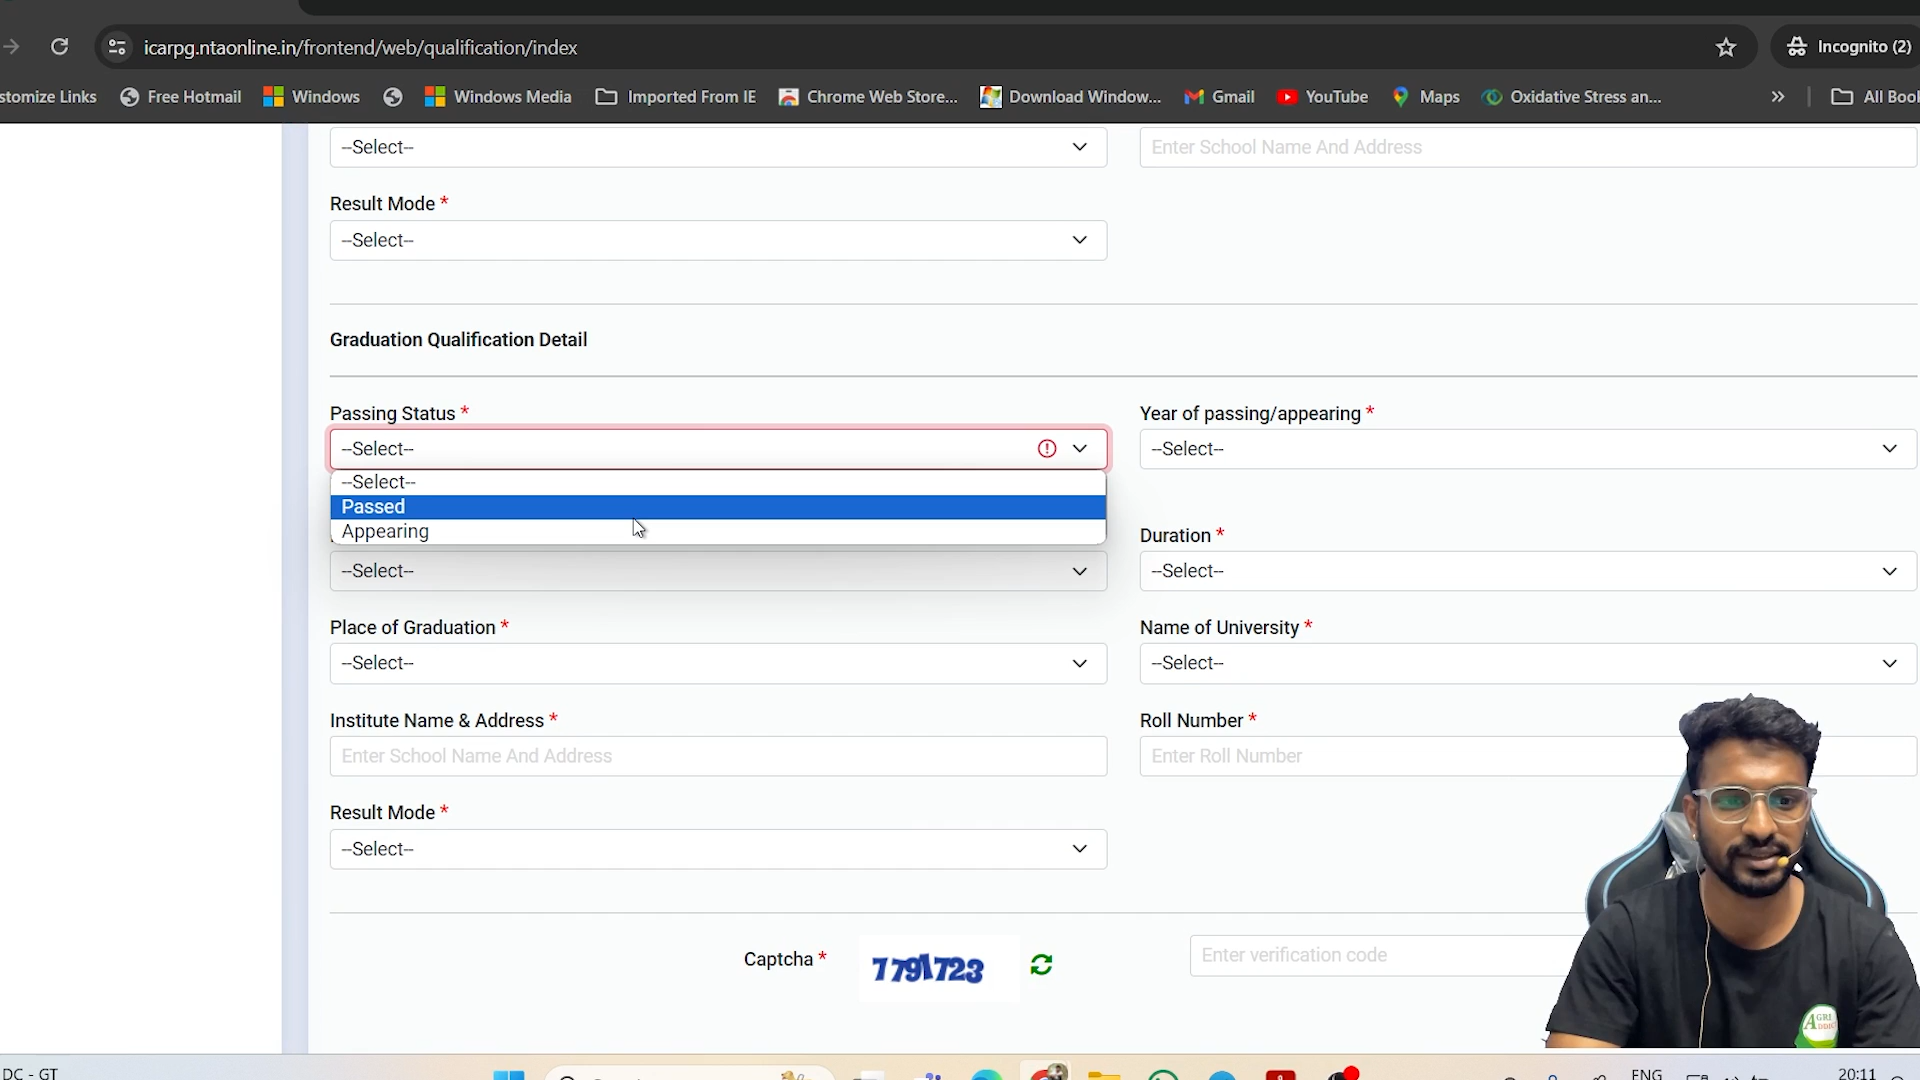 icarpg.ntaonline.in/frontend/web/qualification/index
Incognito (2)
stomize Links
Free Hotmail
Windows
Windows Media
Imported From IE
Chrome Web Store...
Download Window...
Gmail
YouTube
Maps
Oxidative Stress an...
All Bool
--Select--
Enter School Name And Address
Result Mode *
--Select--
Graduation Qualification Detail
Passing Status *
Year of passing/appearing *
--Select--
--Select--
--Select--
Passed
Appearing
Duration *
--Select--
--Select--
Place of Graduation *
Name of University *
--Select--
--Select--
Institute Name & Address *
Roll Number *
Enter School Name And Address
Enter Roll Number
Result Mode *
--Select--
Captcha *
7791723
Enter verification code
AGRI
ADDIC
DC - GT
ENG
20:11